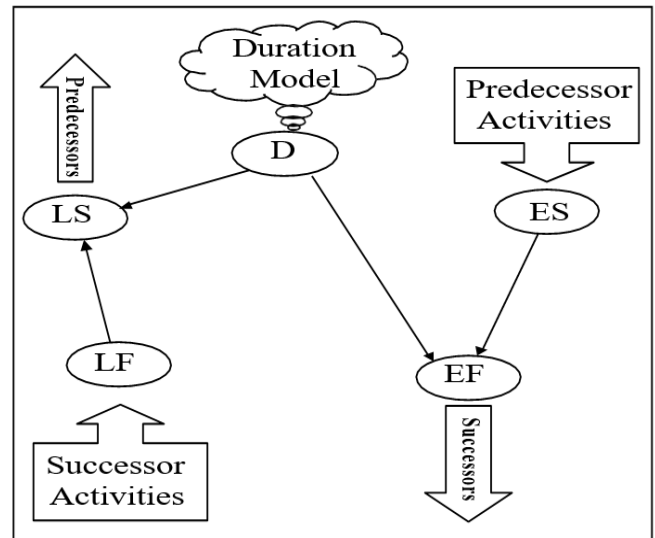 Duration
Model
Predecessors
Predecessor
Activities
D
LS
ES
LF
EF
Successor
Activities
Successors